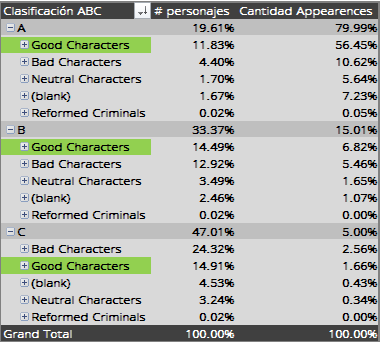 Clasificación ABC # personajes Cantidad Appearences
A 19.61% 79.99%
Good Characters 11.83% 56.45%
Bad Characters 4.40% 10.62%
Neutral Characters 1.70% 5.64%
(blank) 1.67% 7.23%
Reformed Criminals 0.02% 0.05%
B 33.37% 15.01%
Good Characters 14.49% 6.82%
Bad Characters 12.92% 5.46%
Neutral Characters 3.49% 1.65%
(blank) 2.46% 1.07%
Reformed Criminals 0.02% 0.00%
C 47.01% 5.00%
Bad Characters 24.32% 2.56%
Good Characters 14.91% 1.66%
(blank) 4.53% 0.43%
Neutral Characters 3.24% 0.34%
Reformed Criminals 0.02% 0.00%
Grand Total 100.00% 100.00%